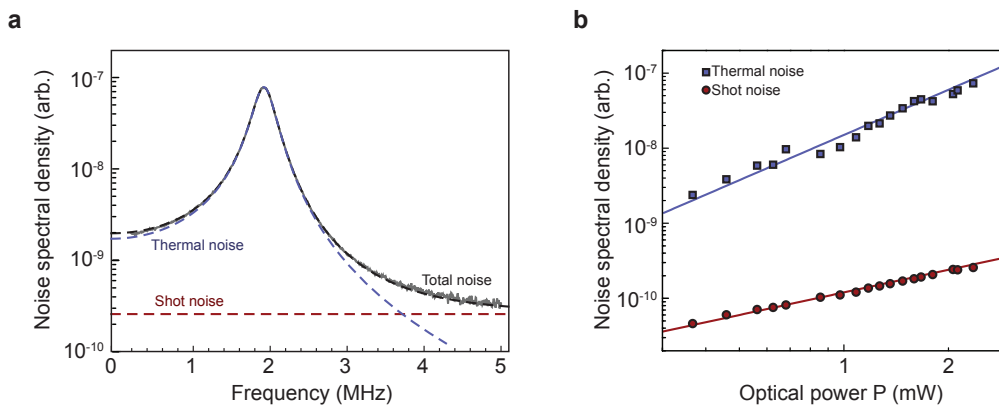 a
Noise spectral density (arb.)
10⁻⁷
10⁻⁸
10⁻⁹
10⁻¹⁰
Thermal noise
Shot noise
Total noise
0 1 2 3 4 5
Frequency (MHz)
b
Noise spectral density (arb.)
10⁻⁷
10⁻⁸
10⁻⁹
10⁻¹⁰
Thermal noise
Shot noise
1 2
Optical power P (mW)